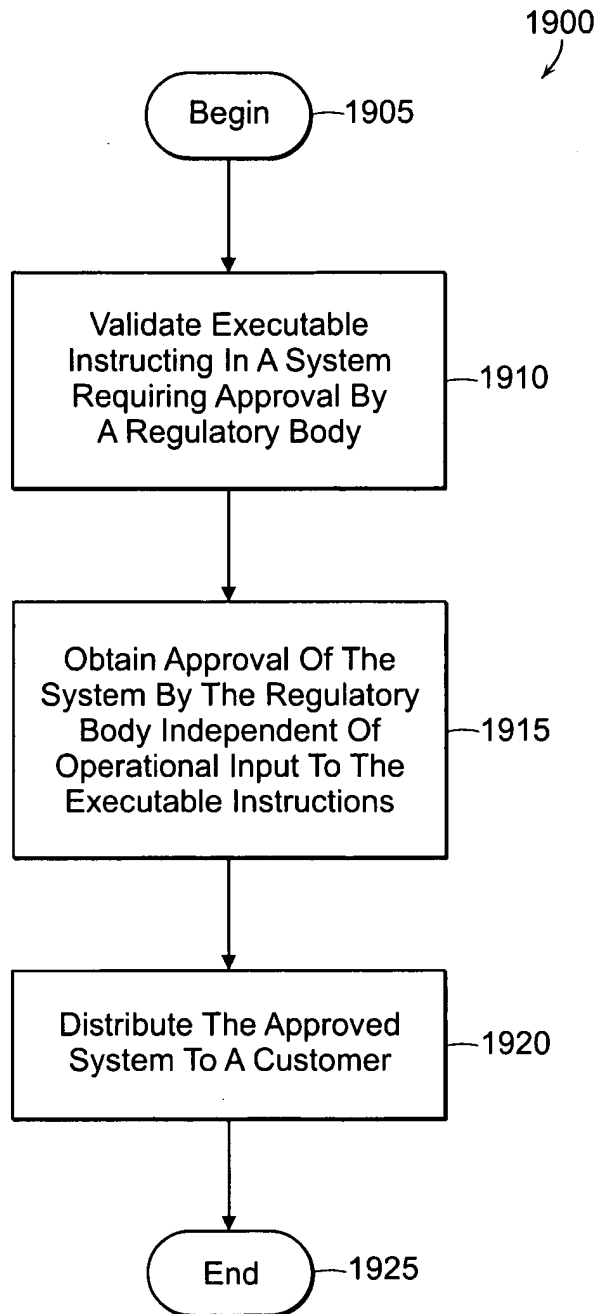 1900
Begin
1905
Validate Executable
Instructing In A System
Requiring Approval By
A Regulatory Body
1910
Obtain Approval Of The
System By The Regulatory
Body Independent Of
Operational Input To The
Executable Instructions
1915
Distribute The Approved
System To A Customer
1920
End
1925